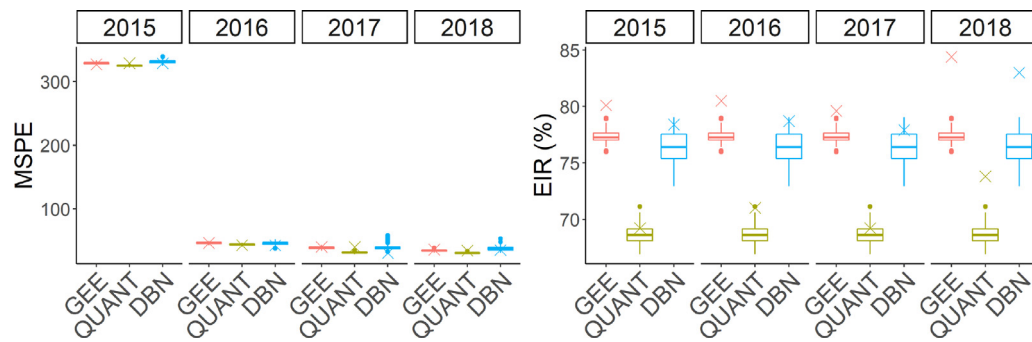 2015 2016 2017 2018
MSPE
300
200
100
GEE QUANT DBN GEE QUANT DBN GEE QUANT DBN GEE QUANT DBN
2015 2016 2017 2018
EIR (%)
85
80
75
70
GEE QUANT DBN GEE QUANT DBN GEE QUANT DBN GEE QUANT DBN